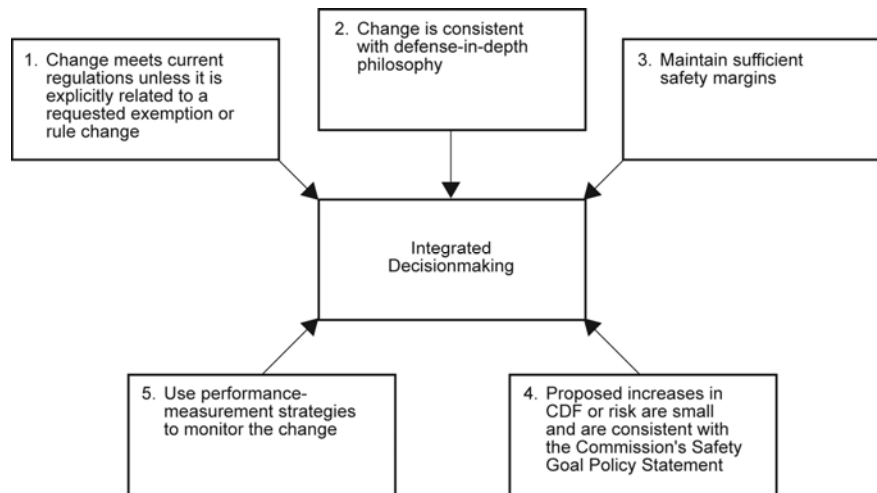 1. Change meets current
regulations unless it is
explicitly related to a
requested exemption or
rule change
2. Change is consistent
with defense-in-depth
philosophy
3. Maintain sufficient
safety margins
Integrated
Decisionmaking
5. Use performance-
measurement strategies
to monitor the change
4. Proposed increases in
CDF or risk are small
and are consistent with
the Commission's Safety
Goal Policy Statement